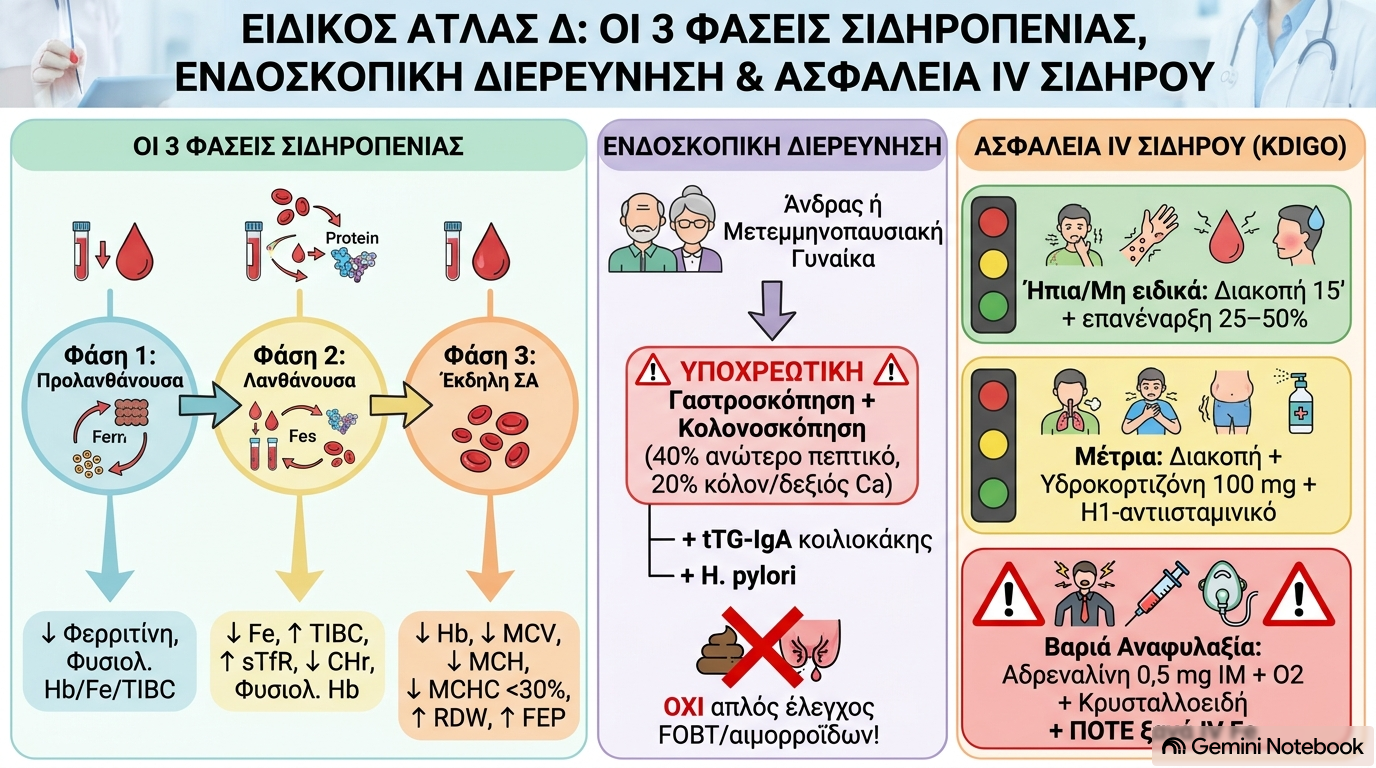 ΕΙΔΙΚΟΣ ΑΤΛΑΣ Δ: ΟΙ 3 ΦΑΣΕΙΣ ΣΙΔΗΡΟΠΕΝΙΑΣ,
ΕΝΔΟΣΚΟΠΙΚΗ ΔΙΕΡΕΥΝΗΣΗ & ΑΣΦΑΛΕΙΑ IV ΣΙΔΗΡΟΥ
ΟΙ 3 ΦΑΣΕΙΣ ΣΙΔΗΡΟΠΕΝΙΑΣ
Protein
Φάση 1:
Προλανθάνουσα
Ferrι
Φάση 2:
Λανθάνουσα
Fes
Φάση 3:
Έκδηλη ΣΑ
↓ Φερριτίνη,
Φυσιολ.
Hb/Fe/TIBC
↓ Fe, ↑ TIBC,
↑ sTfR, ↓ CHr,
Φυσιολ. Hb
↓ Hb, ↓ MCV,
↓ MCH,
↓ MCHC <30%,
↑ RDW, ↑ FEP
ΕΝΔΟΣΚΟΠΙΚΗ ΔΙΕΡΕΥΝΗΣΗ
Άνδρας ή
Μετεμμηνοπαυσιακή
Γυναίκα
ΥΠΟΧΡΕΩΤΙΚΗ
Γαστροσκόπηση +
Κολονοσκόπηση
(40% ανώτερο πεπτικό,
20% κόλον/δεξιός Ca)
+ tTG-IgA κοιλιοκάκης
+ H. pylori
ΟΧΙ απλός έλεγχος
FOBT/αιμορροΐδων!
ΑΣΦΑΛΕΙΑ IV ΣΙΔΗΡΟΥ (KDIGO)
Ήπια/Μη ειδικά: Διακοπή 15’
+ επανέναρξη 25–50%
Μέτρια: Διακοπή +
Υδροκορτιζόνη 100 mg +
H1-αντιισταμινικό
Βαριά Αναφυλαξία:
Αδρεναλίνη 0,5 mg IM + O2
+ Κρυσταλλοειδή
+ ΠΟΤΕ ξανά IV Fe
Gemini Notebook